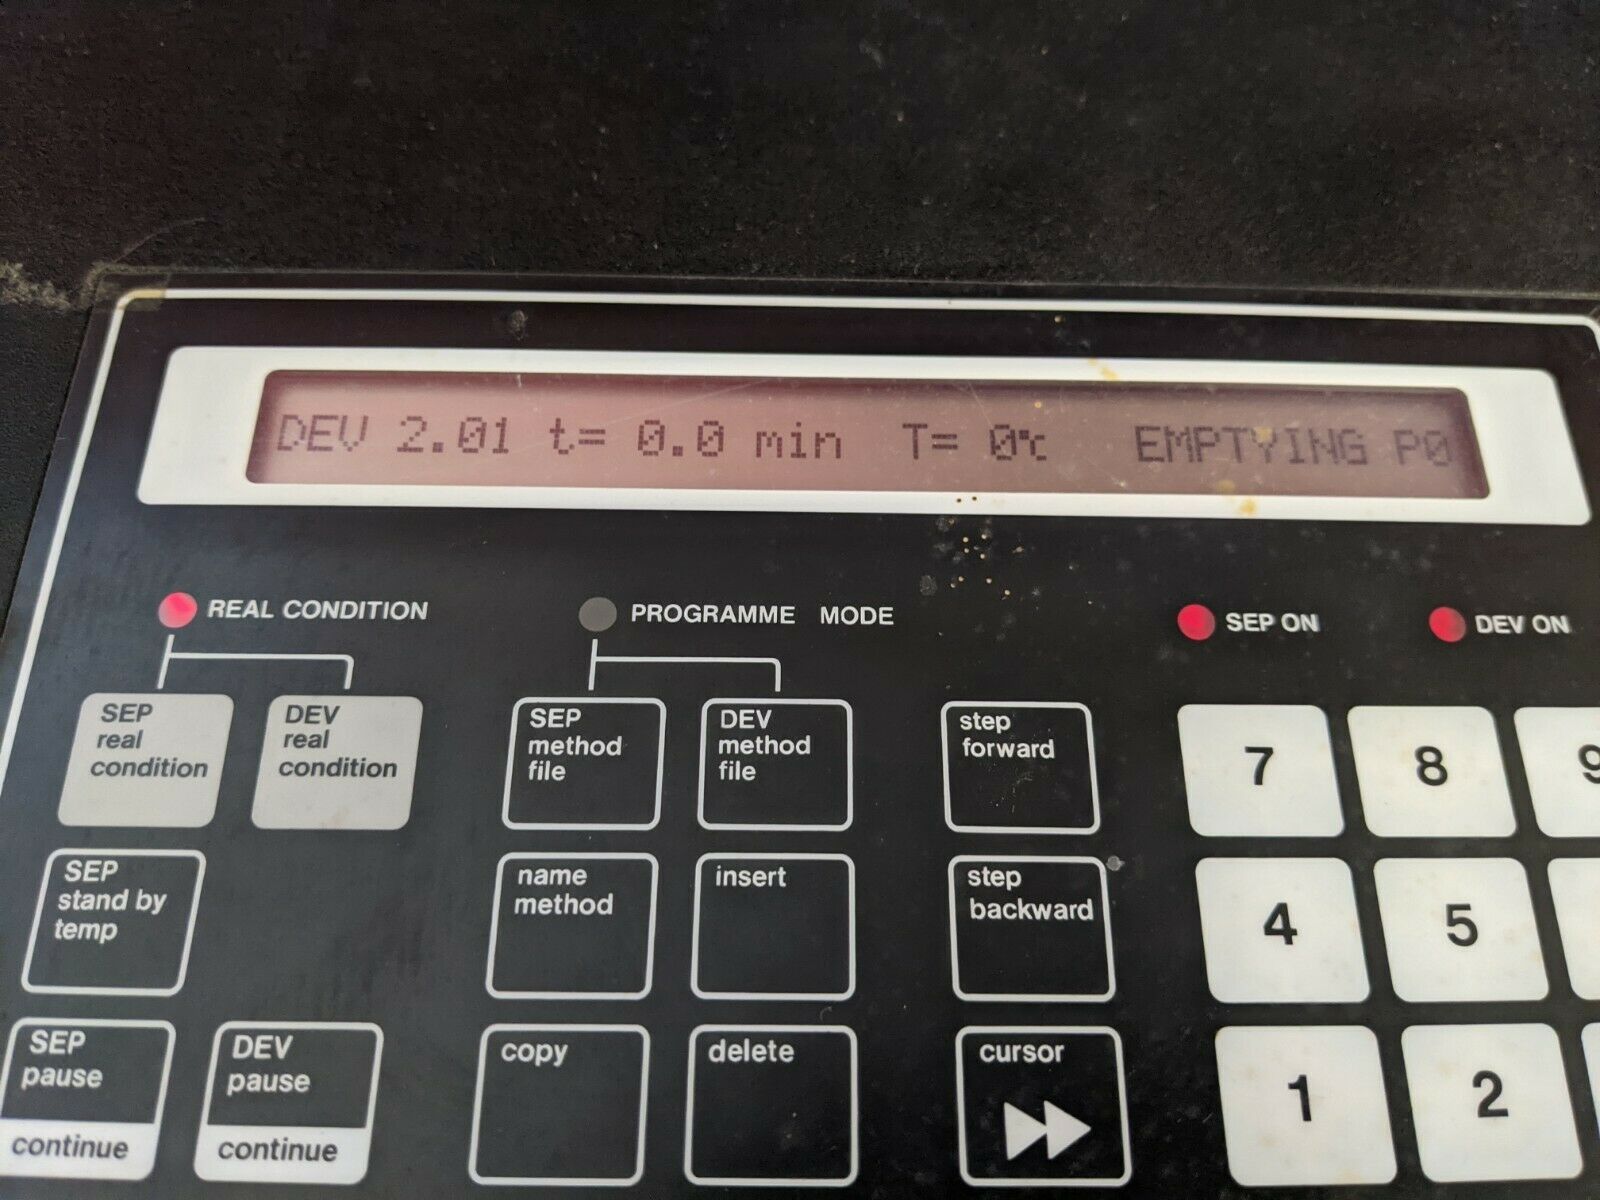 DEV 2.01 t= 0.0 min T= 0℃ EMPTYING P0
REAL CONDITION
PROGRAMME MODE
SEP ON
DEV ON
SEP
real
condition
DEV
real
condition
SEP
method
file
DEV
method
file
step
forward
7
8
9
SEP
stand by
temp
name
method
insert
step
backward
4
5
SEP
pause
continue
DEV
pause
continue
copy
delete
cursor
1
2